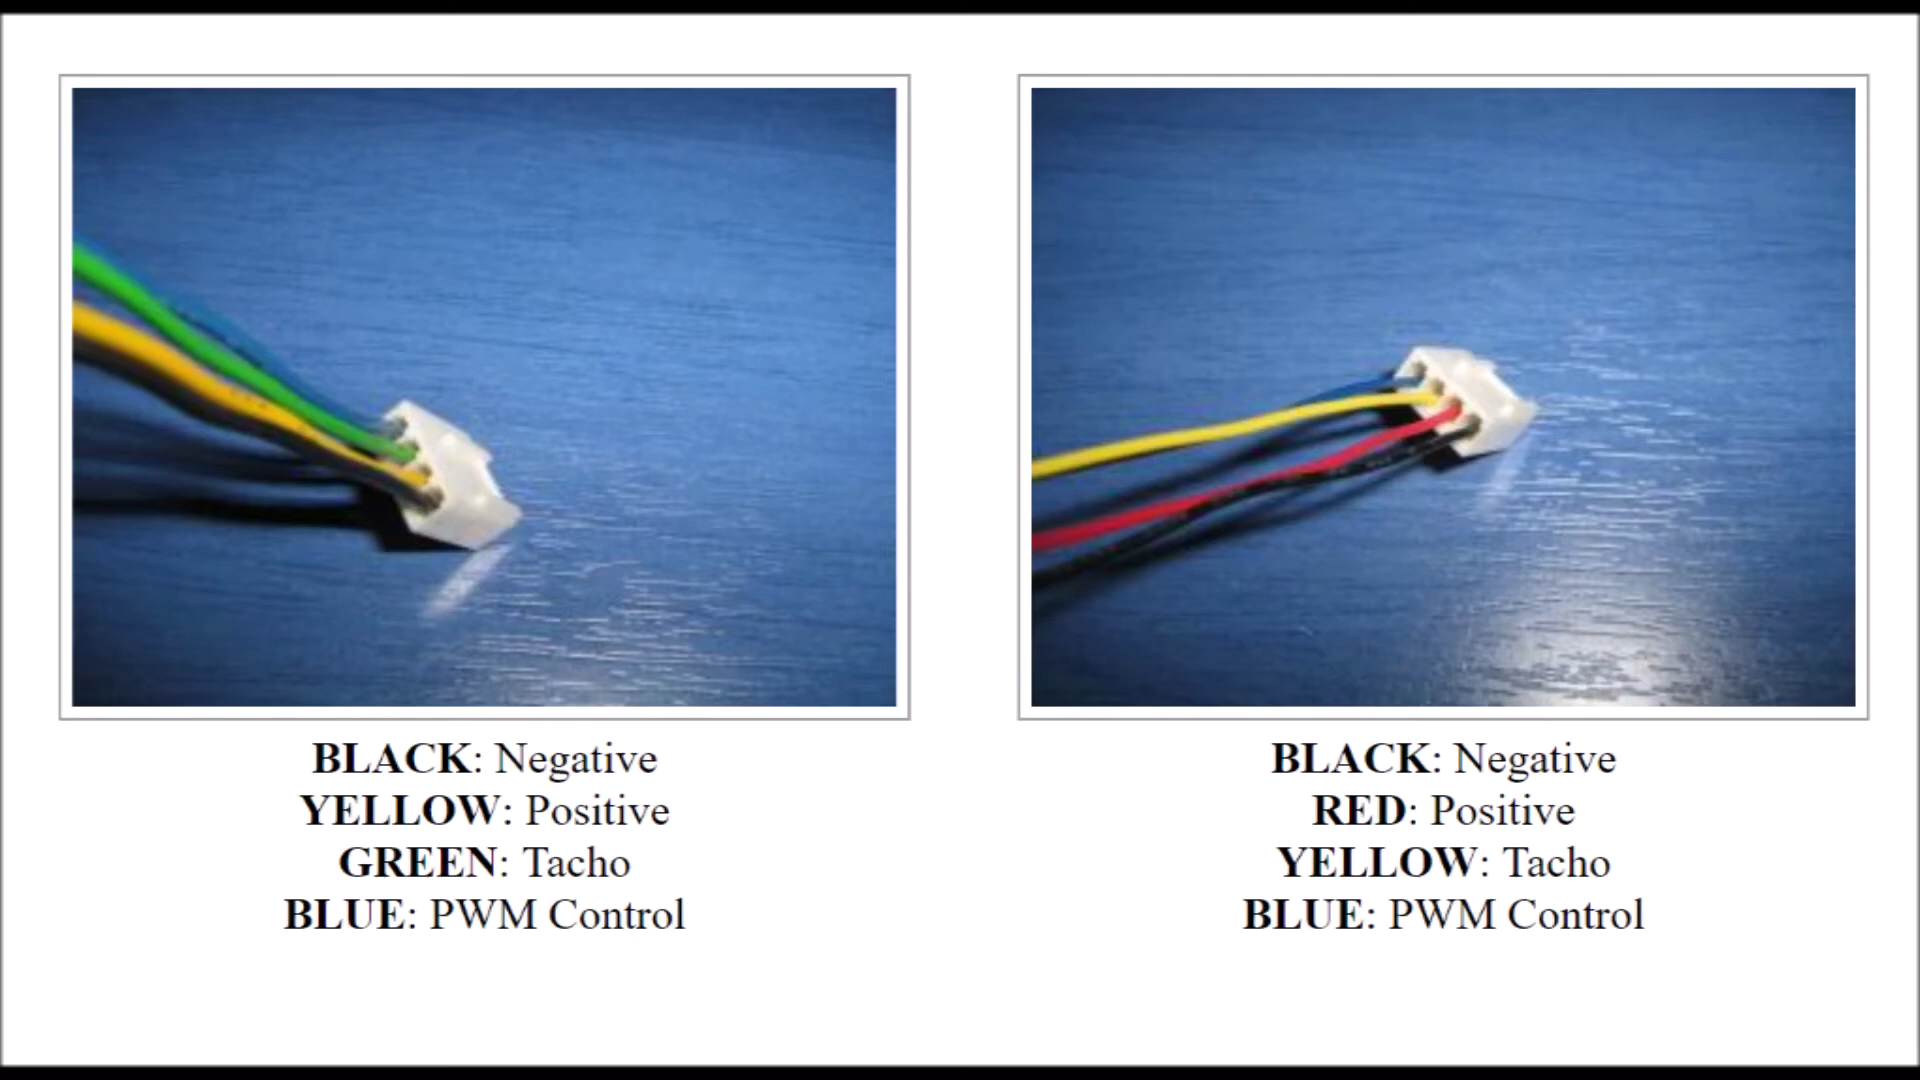 BLACK: Negative
YELLOW: Positive
GREEN: Tacho
BLUE: PWM Control
BLACK: Negative
RED: Positive
YELLOW: Tacho
BLUE: PWM Control